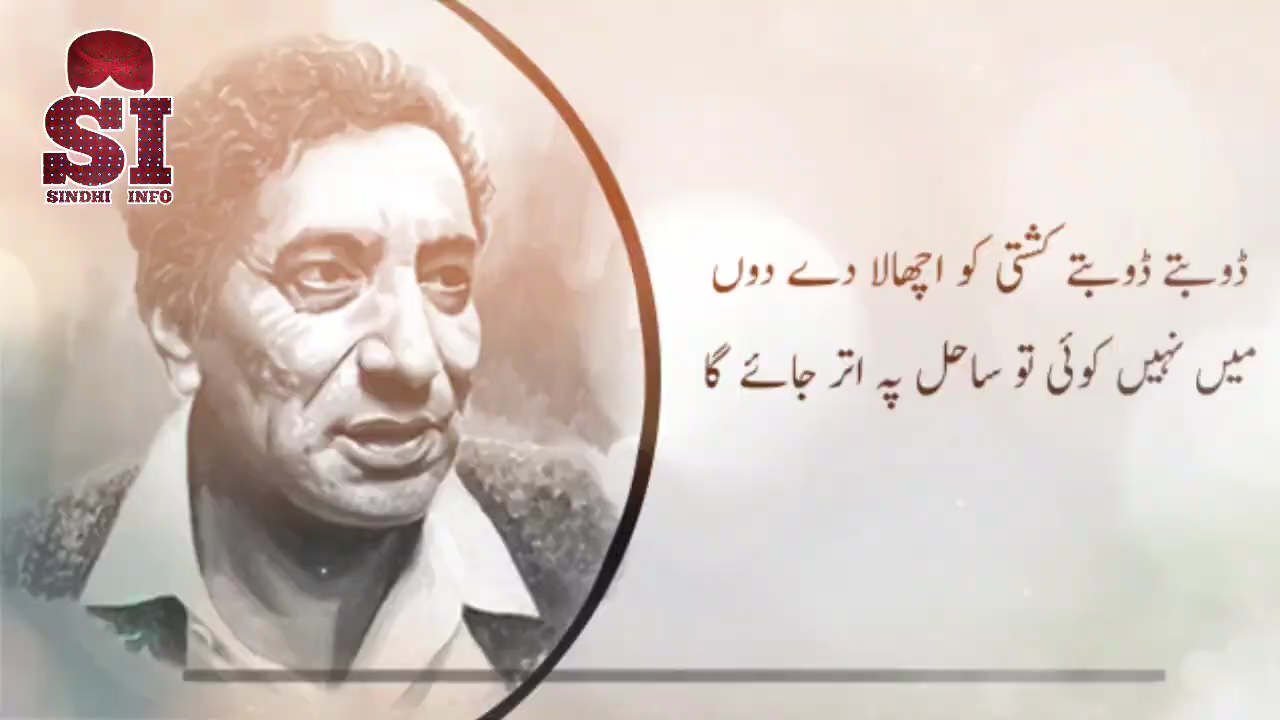 SI
SINDHI INFO
ڈوبتے ڈوبتے کشتی کو اچھالا دے دوں
میں نہیں کوئی تو ساحل پہ اتر جائے گا